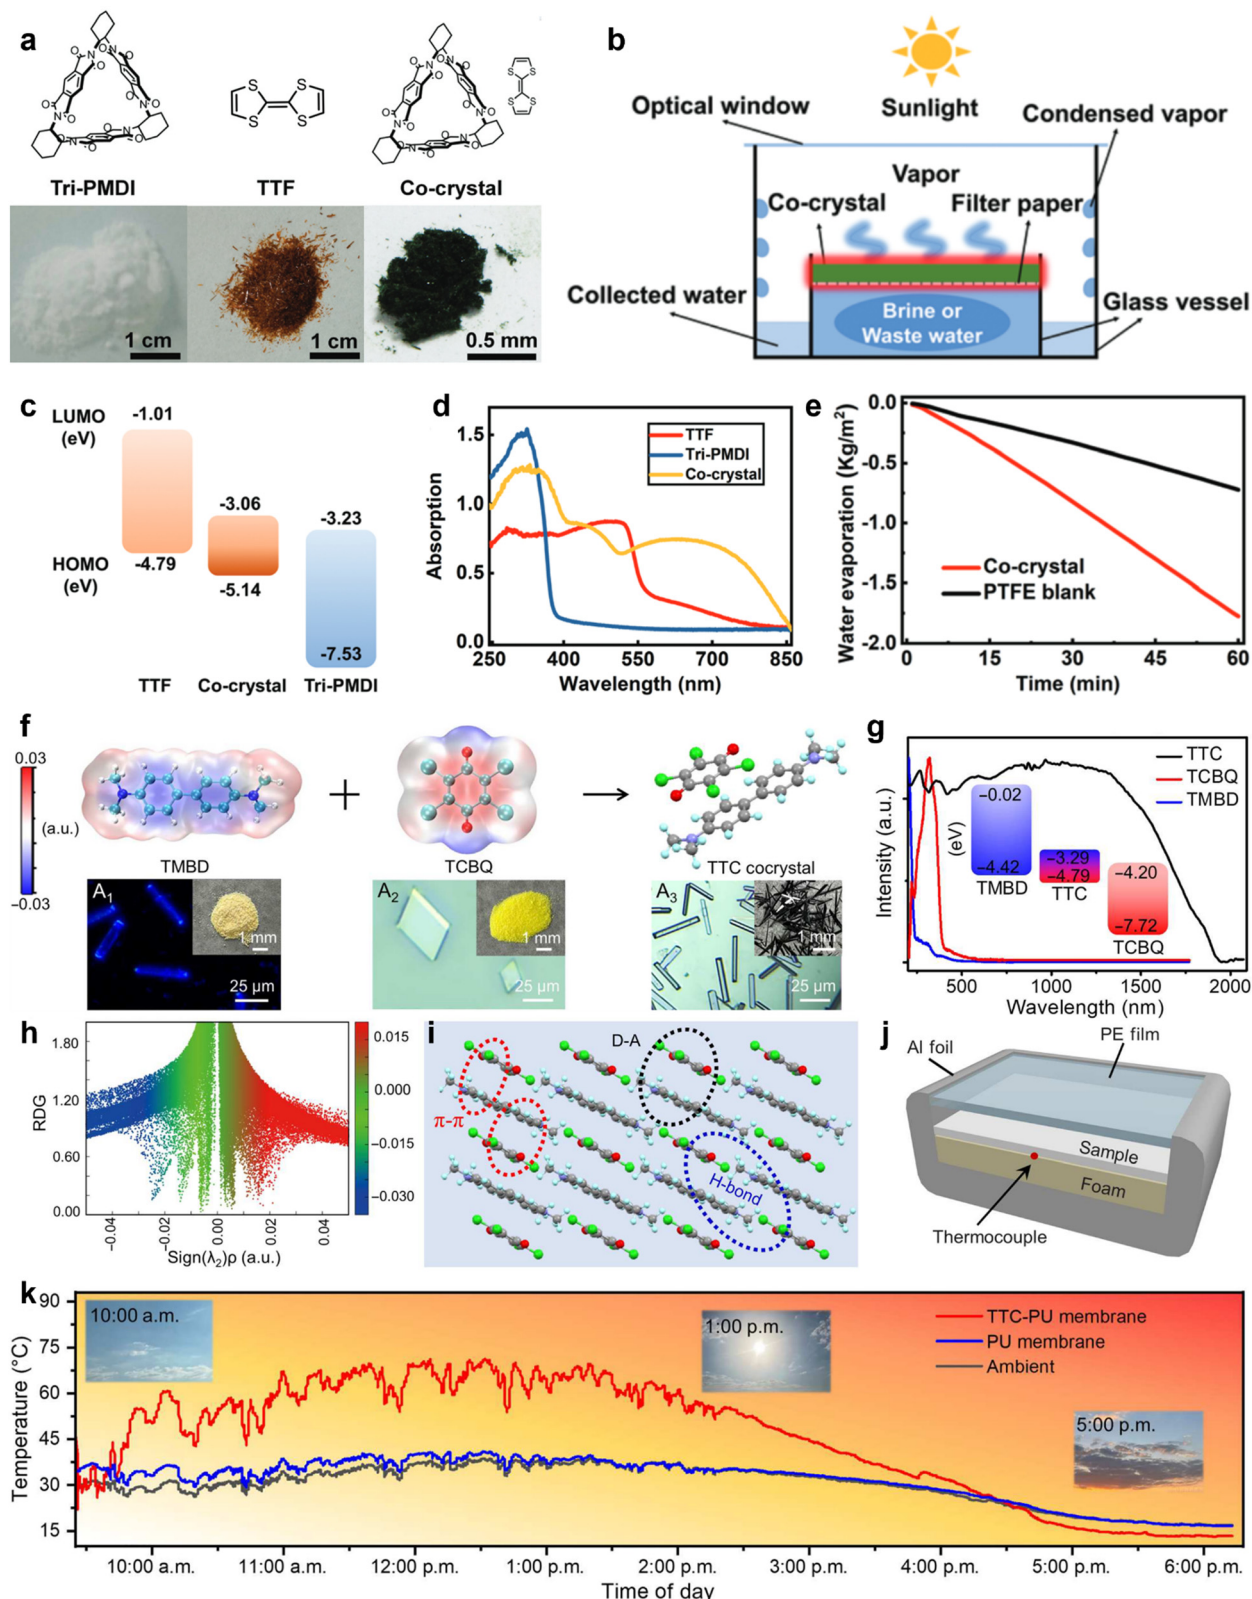 a
Tri-PMDI
TTF
Co-crystal
1 cm
1 cm
0.5 mm
b
Sunlight
Optical window
Condensed vapor
Vapor
Co-crystal
Filter paper
Collected water
Glass vessel
Brine or
Waste water
c
LUMO
(eV)
HOMO
(eV)
-1.01
-4.79
-3.06
-5.14
-3.23
-7.53
TTF
Co-crystal
Tri-PMDI
d
Absorption
1.5
1.0
0.5
0.0
TTF
Tri-PMDI
Co-crystal
250 400 550 700 850
Wavelength (nm)
e
Water evaporation (Kg/m²)
0.0
-0.5
-1.0
-1.5
-2.0
Co-crystal
PTFE blank
0 15 30 45 60
Time (min)
f
0.03
(a.u.)
−0.03
TMBD
TCBQ
TTC cocrystal
A₁
1 mm
25 µm
A₂
1 mm
25 µm
A₃
1 mm
25 µm
g
Intensity (a.u.)
TTC
TCBQ
TMBD
(eV)
−0.02
−4.42
TMBD
−3.29
−4.79
TTC
−4.20
−7.72
TCBQ
500 1000 1500 2000
Wavelength (nm)
h
RDG
1.80
1.20
0.60
0.00
−0.04 −0.02 0.00 0.02 0.04
Sign(λ₂)ρ (a.u.)
0.015
0.000
−0.015
−0.030
i
D-A
π-π
H-bond
j
Al foil
PE film
Sample
Foam
Thermocouple
k
Temperature (°C)
90
75
60
45
30
15
10:00 a.m.
1:00 p.m.
5:00 p.m.
TTC-PU membrane
PU membrane
Ambient
10:00 a.m. 11:00 a.m. 12:00 p.m. 1:00 p.m. 2:00 p.m. 3:00 p.m. 4:00 p.m. 5:00 p.m. 6:00 p.m.
Time of day